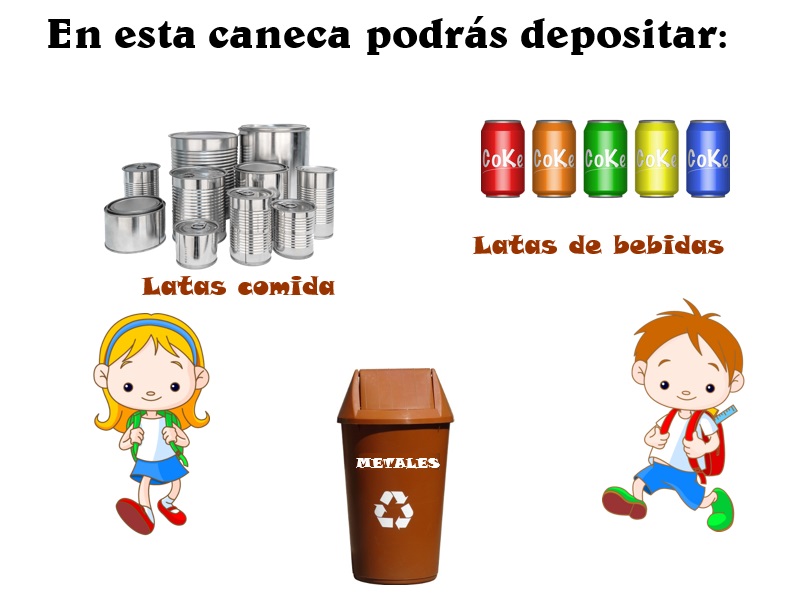 En esta caneca podrás depositar:
CoKe CoKe CoKe CoKe CoKe
Latas de bebidas
Latas comida
METALES